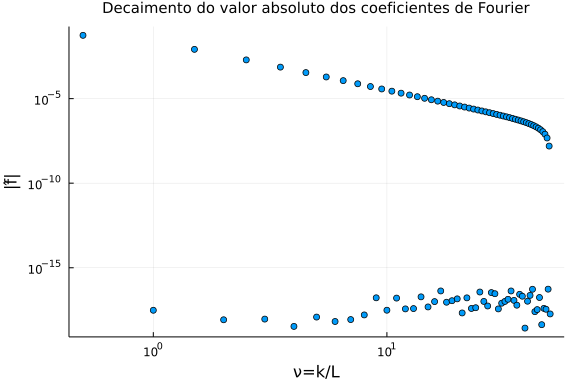 Decaimento do valor absoluto dos coeficientes de Fourier
|f̂|
10⁻⁵
10⁻¹⁰
10⁻¹⁵
10⁰ 10¹
ν=k/L